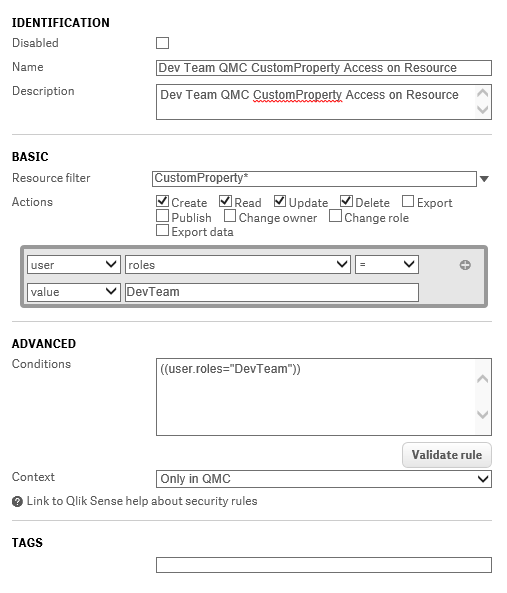 IDENTIFICATION
Disabled
Name Dev Team QMC CustomProperty Access on Resource
Description Dev Team QMC CustomProperty Access on Resource
BASIC
Resource filter CustomProperty*
Actions Create Read Update Delete Export
Publish Change owner Change role
Export data
user roles =
value DevTeam
ADVANCED
Conditions ((user.roles="DevTeam"))
Validate rule
Context Only in QMC
? Link to Qlik Sense help about security rules
TAGS